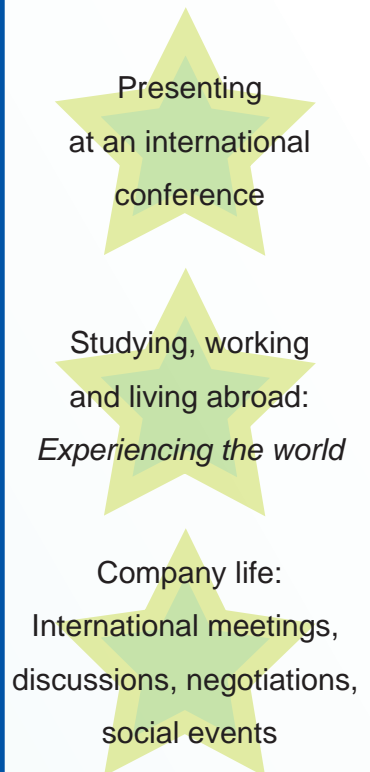 Presenting
at an international
conference
Studying, working
and living abroad:
Experiencing the world
Company life:
International meetings,
discussions, negotiations,
social events